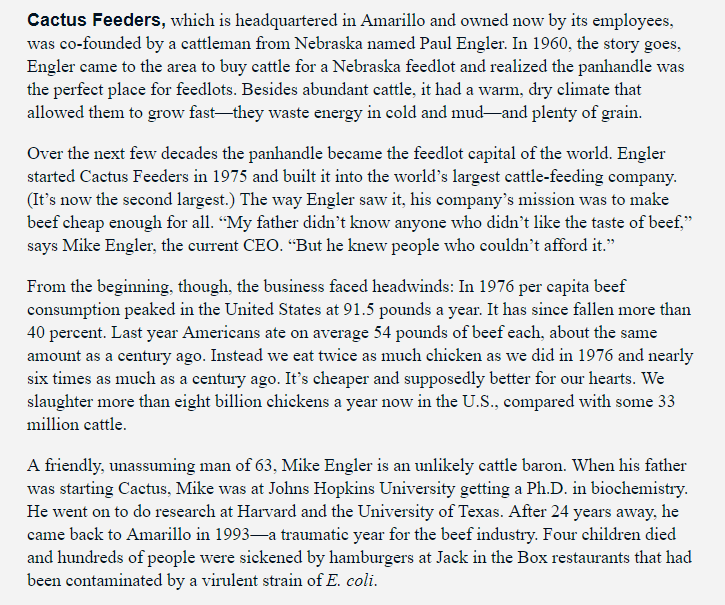 Cactus Feeders, which is headquartered in Amarillo and owned now by its employees,
was co-founded by a cattleman from Nebraska named Paul Engler. In 1960, the story goes,
Engler came to the area to buy cattle for a Nebraska feedlot and realized the panhandle was
the perfect place for feedlots. Besides abundant cattle, it had a warm, dry climate that
allowed them to grow fast—they waste energy in cold and mud—and plenty of grain.
Over the next few decades the panhandle became the feedlot capital of the world. Engler
started Cactus Feeders in 1975 and built it into the world’s largest cattle-feeding company.
(It’s now the second largest.) The way Engler saw it, his company’s mission was to make
beef cheap enough for all. “My father didn’t know anyone who didn’t like the taste of beef,”
says Mike Engler, the current CEO. “But he knew people who couldn’t afford it.”
From the beginning, though, the business faced headwinds: In 1976 per capita beef
consumption peaked in the United States at 91.5 pounds a year. It has since fallen more than
40 percent. Last year Americans ate on average 54 pounds of beef each, about the same
amount as a century ago. Instead we eat twice as much chicken as we did in 1976 and nearly
six times as much as a century ago. It’s cheaper and supposedly better for our hearts. We
slaughter more than eight billion chickens a year now in the U.S., compared with some 33
million cattle.
A friendly, unassuming man of 63, Mike Engler is an unlikely cattle baron. When his father
was starting Cactus, Mike was at Johns Hopkins University getting a Ph.D. in biochemistry.
He went on to do research at Harvard and the University of Texas. After 24 years away, he
came back to Amarillo in 1993—a traumatic year for the beef industry. Four children died
and hundreds of people were sickened by hamburgers at Jack in the Box restaurants that had
been contaminated by a virulent strain of E. coli.